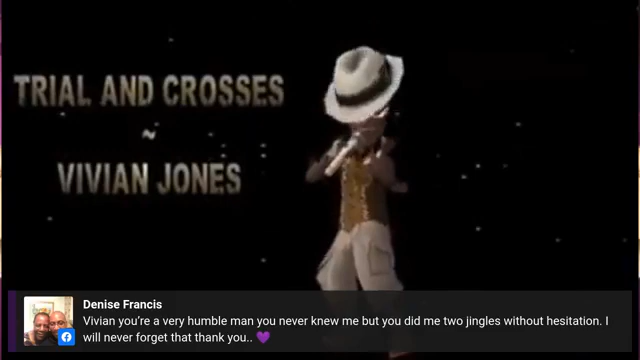 TRIAL AND CROSSES
~
VIVIAN JONES
Denise Francis
Vivian you’re a very humble man you never knew me but you did me two jingles without hesitation. I
will never forget that thank you.. 💜